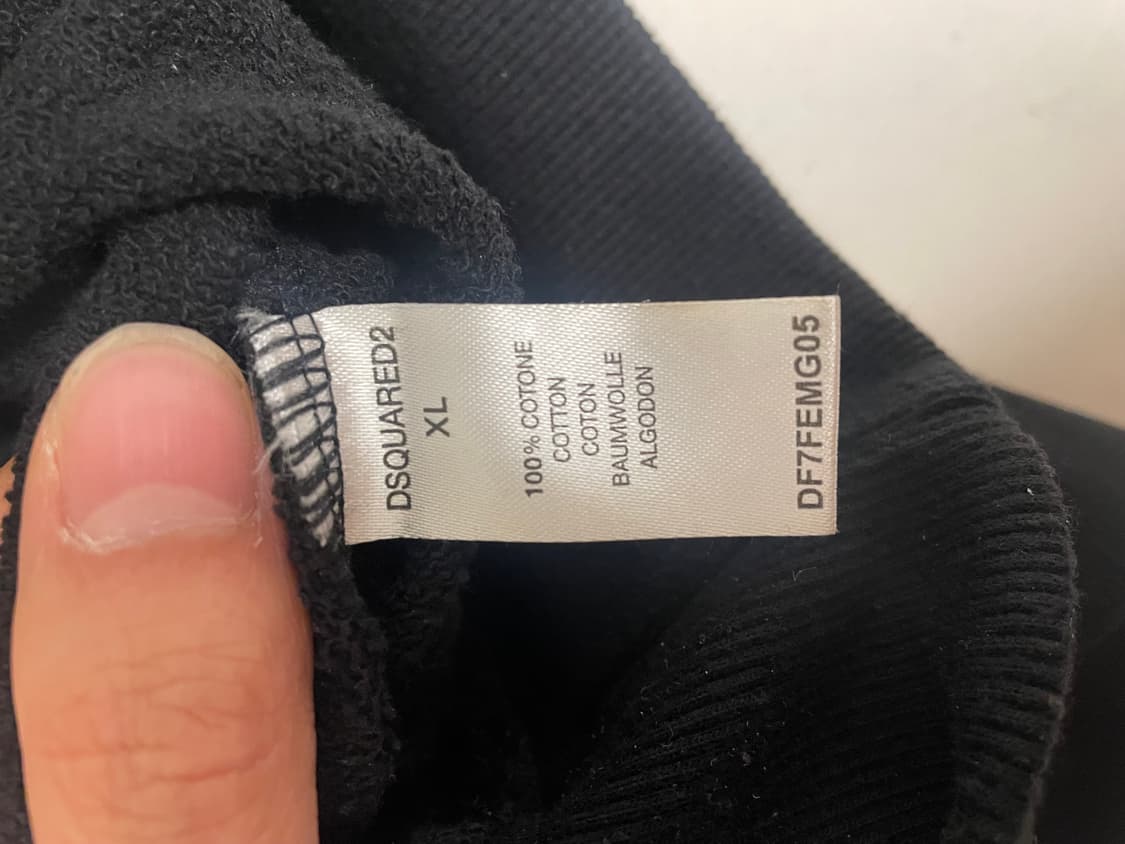 DSQUARED2
XL
100% COTONE
COTTON
COTON
BAUMWOLLE
ALGODON
DF7FEMG05